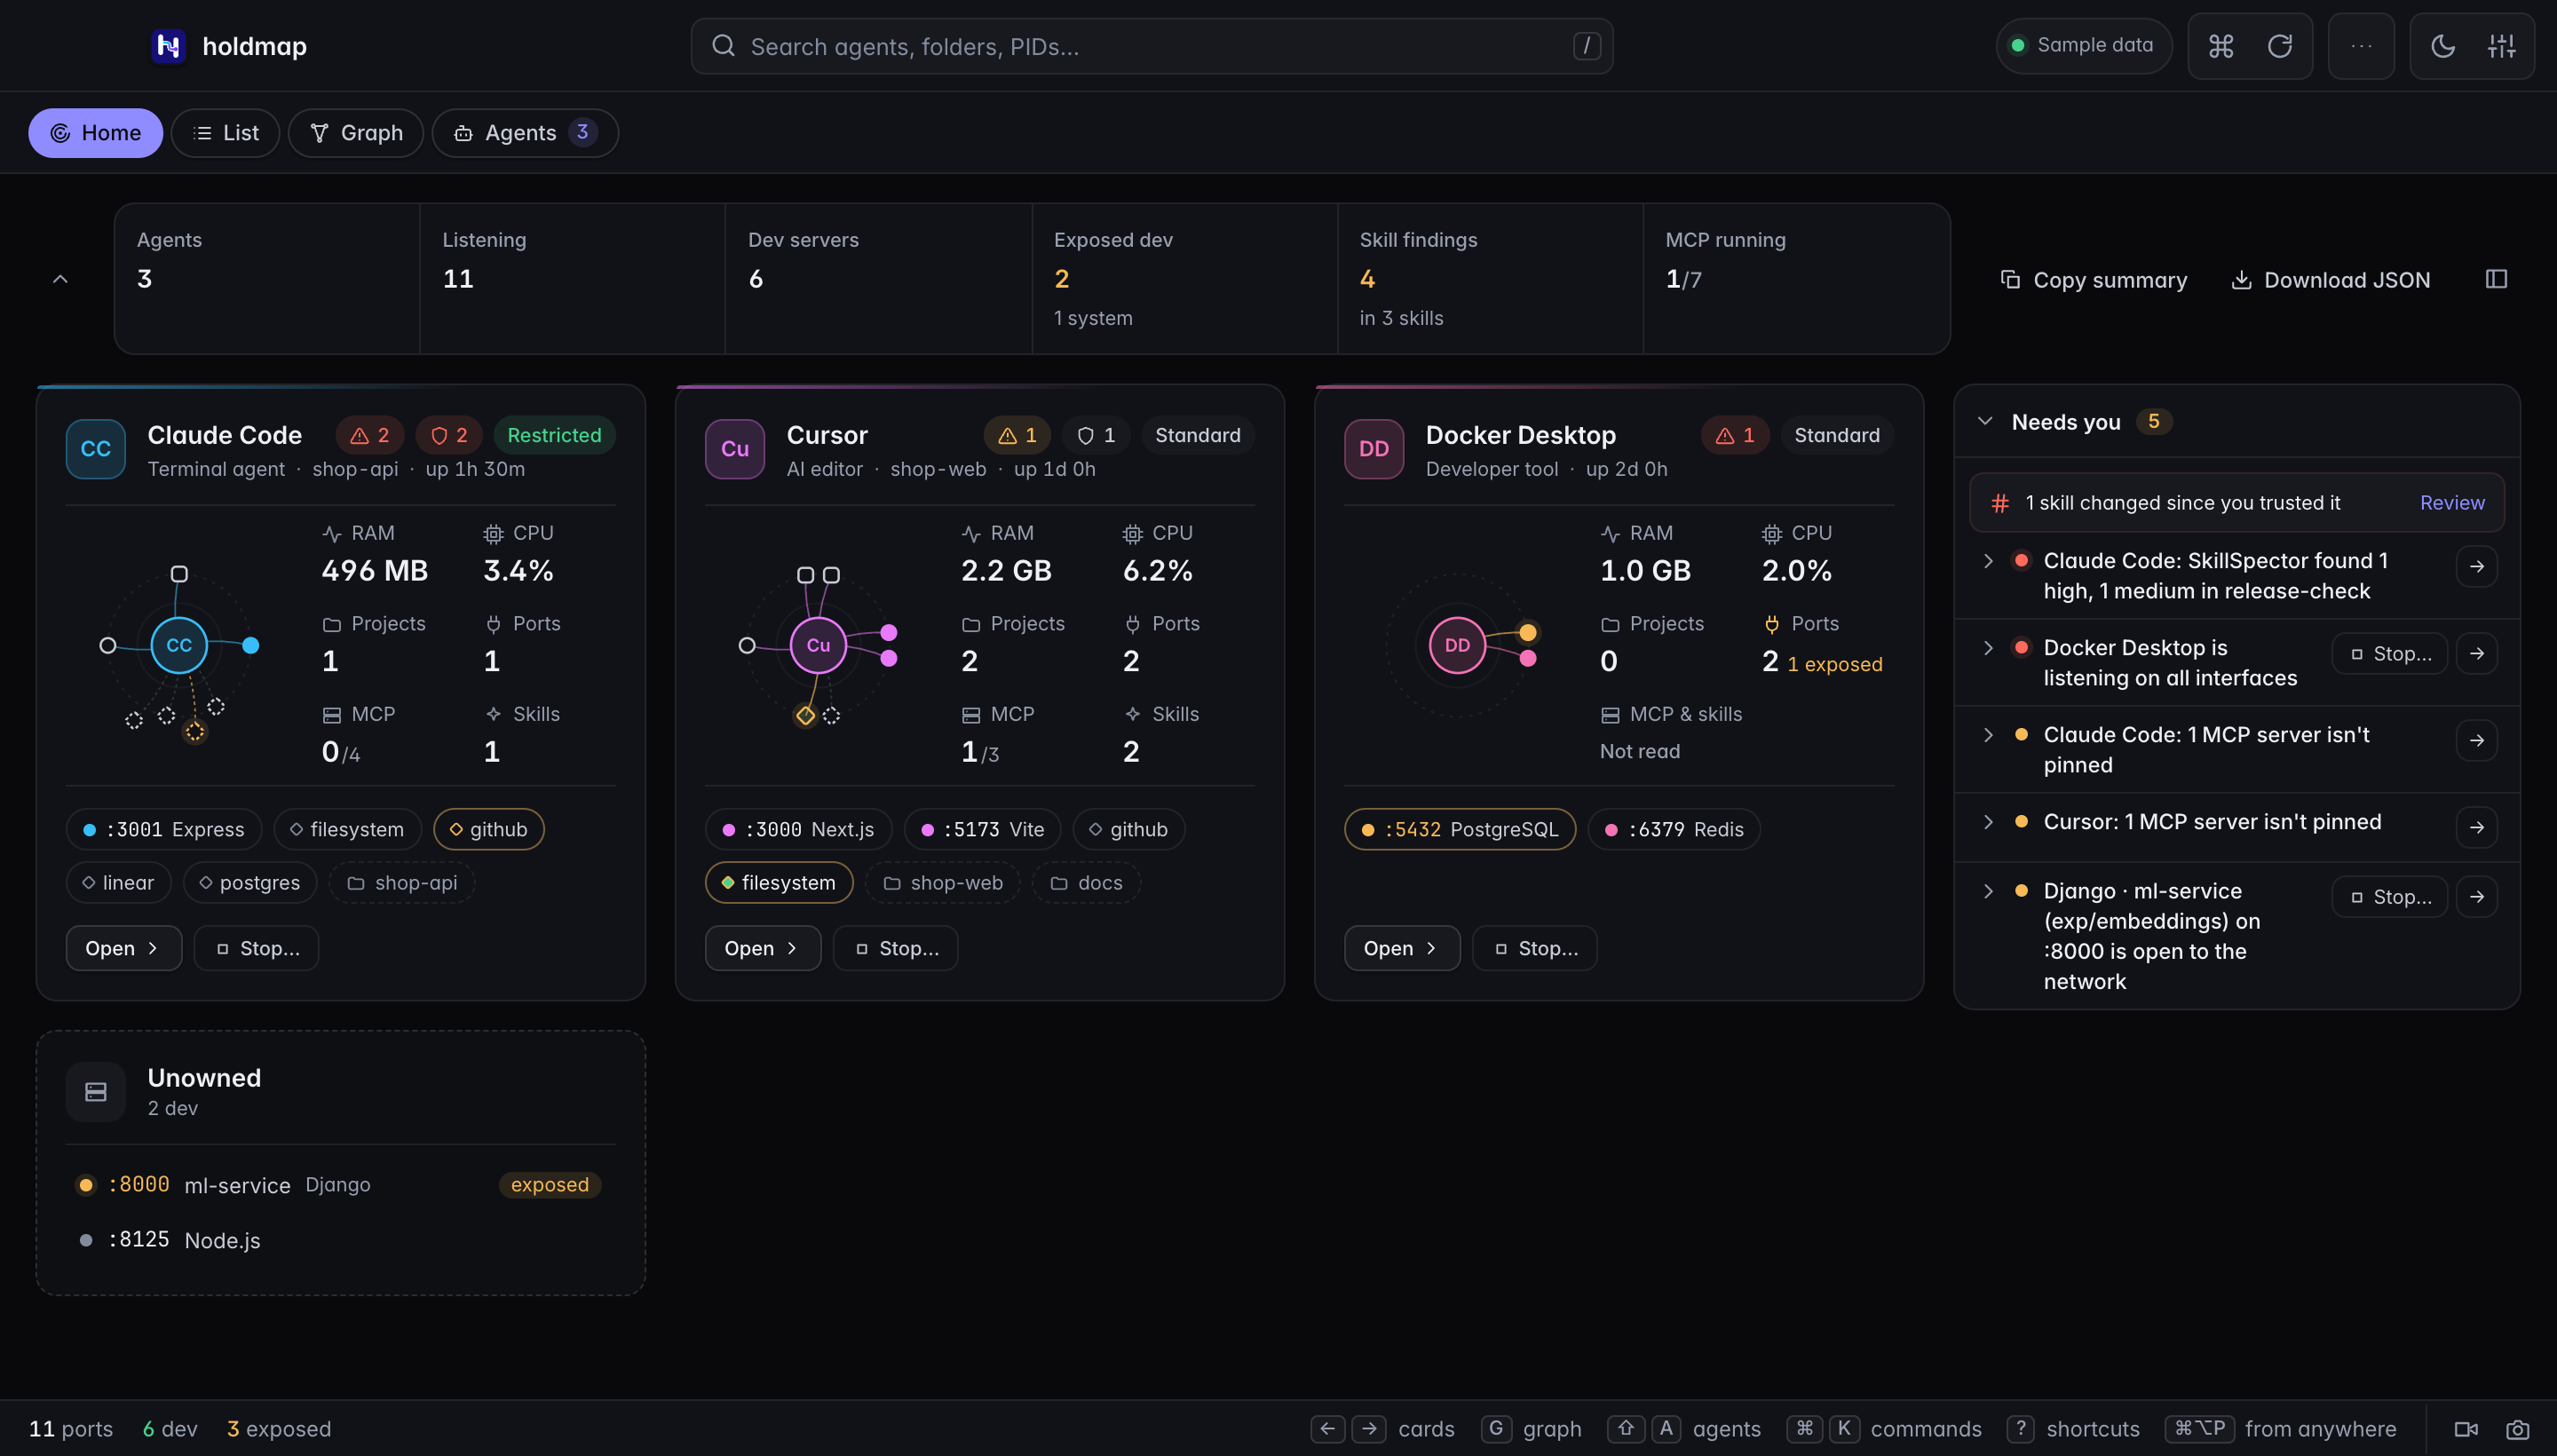 holdmap
Search agents, folders, PIDs...
/
Sample data
Home
List
Graph
Agents 3
Agents
3
Listening
11
Dev servers
6
Exposed dev
2
1 system
Skill findings
4
in 3 skills
MCP running
1/7
Copy summary
Download JSON
CC
Claude Code
2
2
Restricted
Terminal agent · shop-api · up 1h 30m
CC
RAM
496 MB
CPU
3.4%
Projects
1
Ports
1
MCP
0/4
Skills
1
:3001 Express
filesystem
github
linear
postgres
shop-api
Open
Stop...
Cu
Cursor
1
1
Standard
AI editor · shop-web · up 1d 0h
Cu
RAM
2.2 GB
CPU
6.2%
Projects
2
Ports
2
MCP
1/3
Skills
2
:3000 Next.js
:5173 Vite
github
filesystem
shop-web
docs
Open
Stop...
DD
Docker Desktop
1
Standard
Developer tool · up 2d 0h
DD
RAM
1.0 GB
CPU
2.0%
Projects
0
Ports
2 1 exposed
MCP & skills
Not read
:5432 PostgreSQL
:6379 Redis
Open
Stop...
Needs you 5
1 skill changed since you trusted it
Review
Claude Code: SkillSpector found 1
high, 1 medium in release-check
Docker Desktop is
listening on all interfaces
Stop...
Claude Code: 1 MCP server isn't
pinned
Cursor: 1 MCP server isn't pinned
Django · ml-service
(exp/embeddings) on
:8000 is open to the
network
Stop...
Unowned
2 dev
:8000 ml-service Django
exposed
:8125 Node.js
11 ports
6 dev
3 exposed
← → cards
G graph
⇧ A agents
⌘ K commands
? shortcuts
⌘⌥P from anywhere